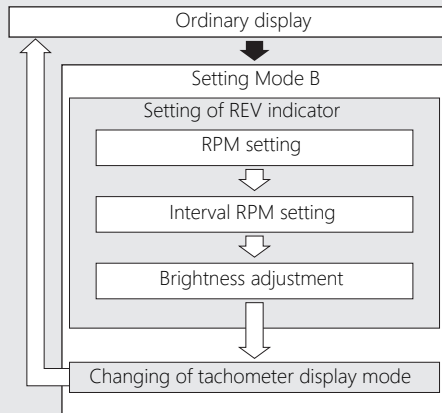 Ordinary display
Setting Mode B
Setting of REV indicator
RPM setting
Interval RPM setting
Brightness adjustment
Changing of tachometer display mode